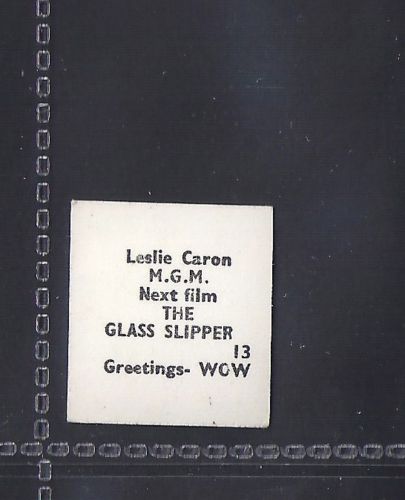 Leslie Caron
M.G.M.
Next film
THE
GLASS SLIPPER
13
Greetings- WOW